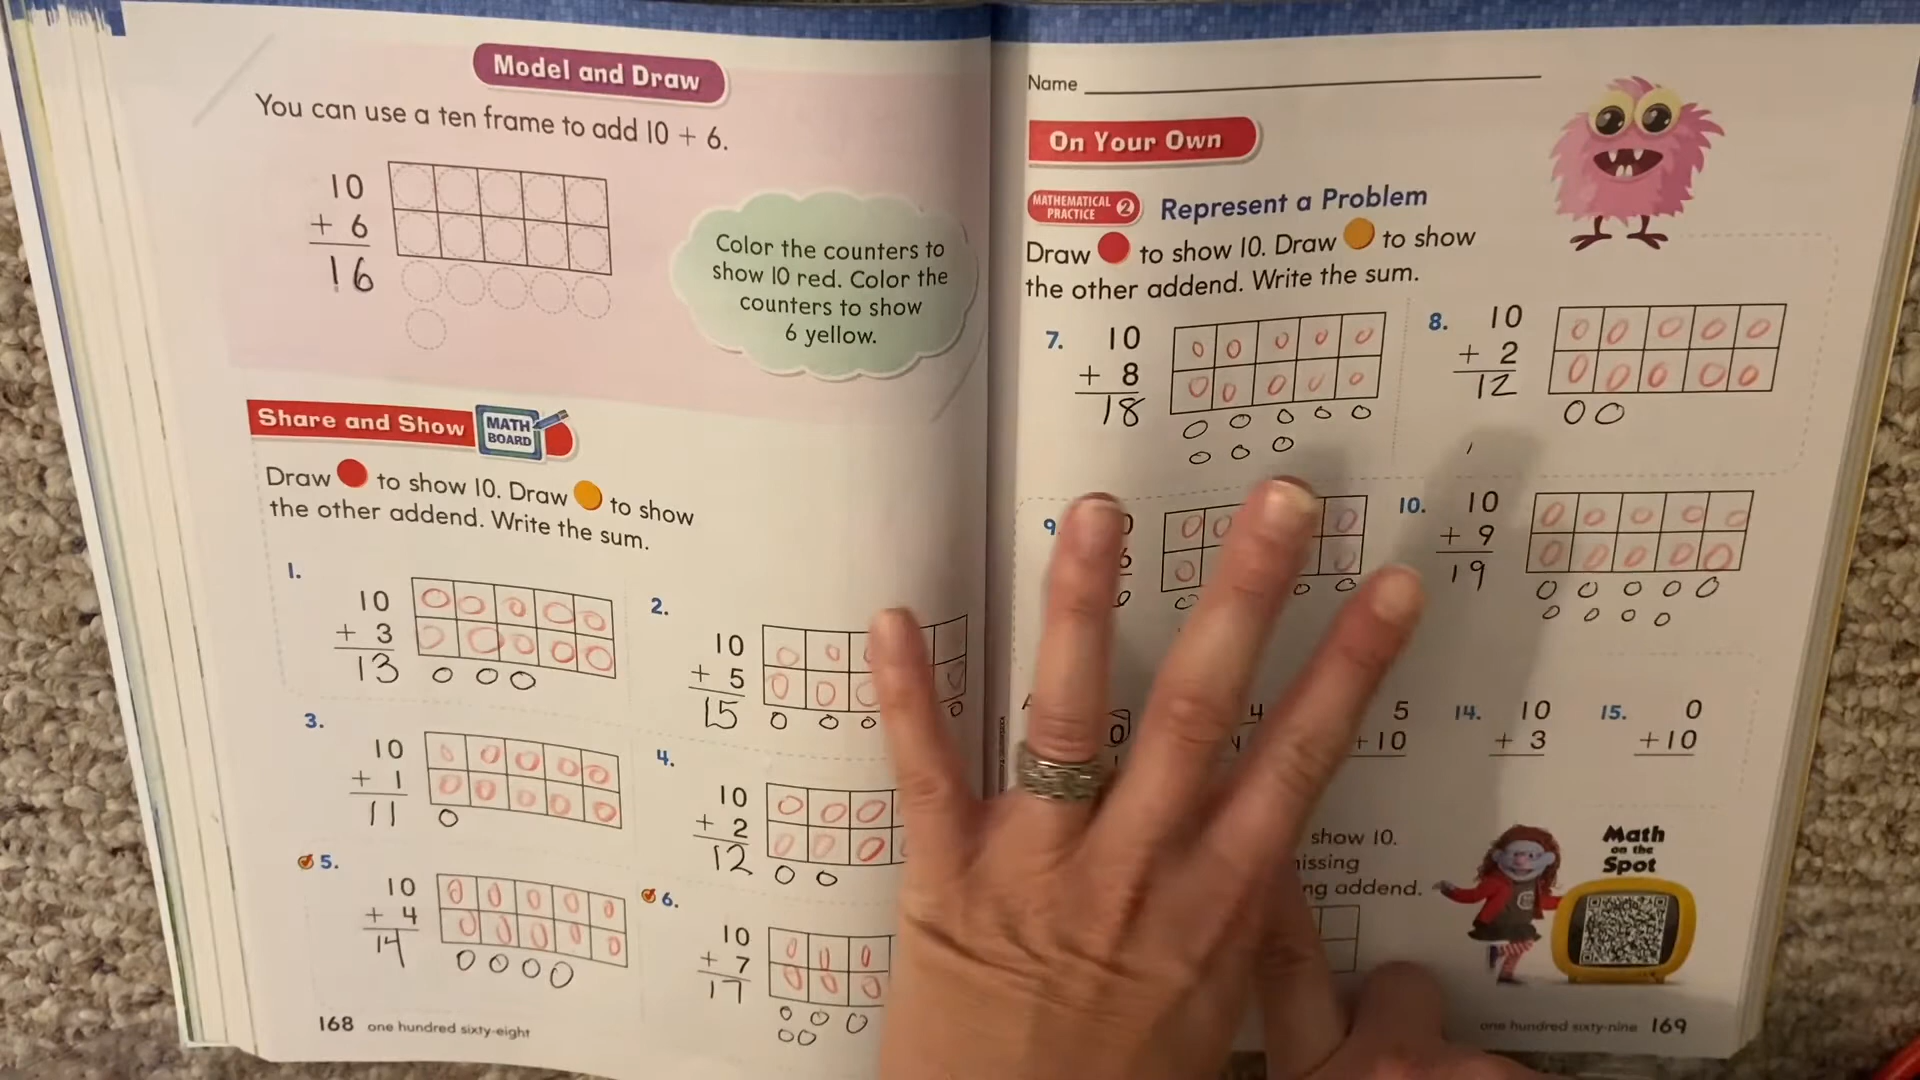 Model and Draw
You can use a ten frame to add 10 + 6.
10
+ 6
16
Color the counters to
show 10 red. Color the
counters to show
6 yellow.
Share and Show
MATH
BOARD
Draw to show 10. Draw to show
the other addend. Write the sum.
1.
10
+ 3
13
2.
10
+ 5
15
3.
10
+ 1
11
4.
10
+ 2
12
5.
10
+ 4
14
6.
10
+ 7
17
168 one hundred sixty-eight
Name
On Your Own
MATHEMATICAL
PRACTICE 2
Represent a Problem
Draw to show 10. Draw to show
the other addend. Write the sum.
7.
10
+ 8
18
8.
10
+ 2
12
9.
6
10.
10
+ 9
19
4
5
+10
14.
10
+ 3
15.
0
+10
show 10.
addend.
Math
on the
Spot
one hundred sixty-nine 169